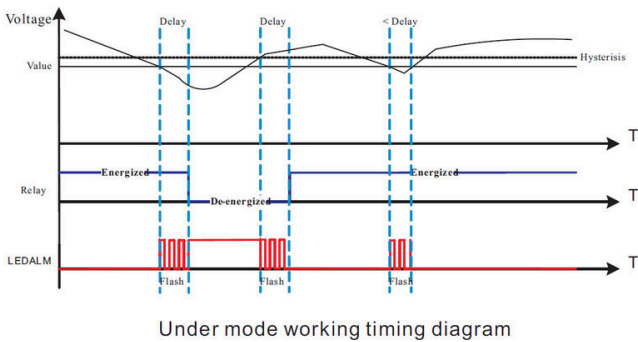 Voltage
Delay
Delay
< Delay
Hysterisis
Value
T
Energized
Energized
Relay
De-energized
T
LEDALM
T
Flash
Flash
Flash
Under mode working timing diagram